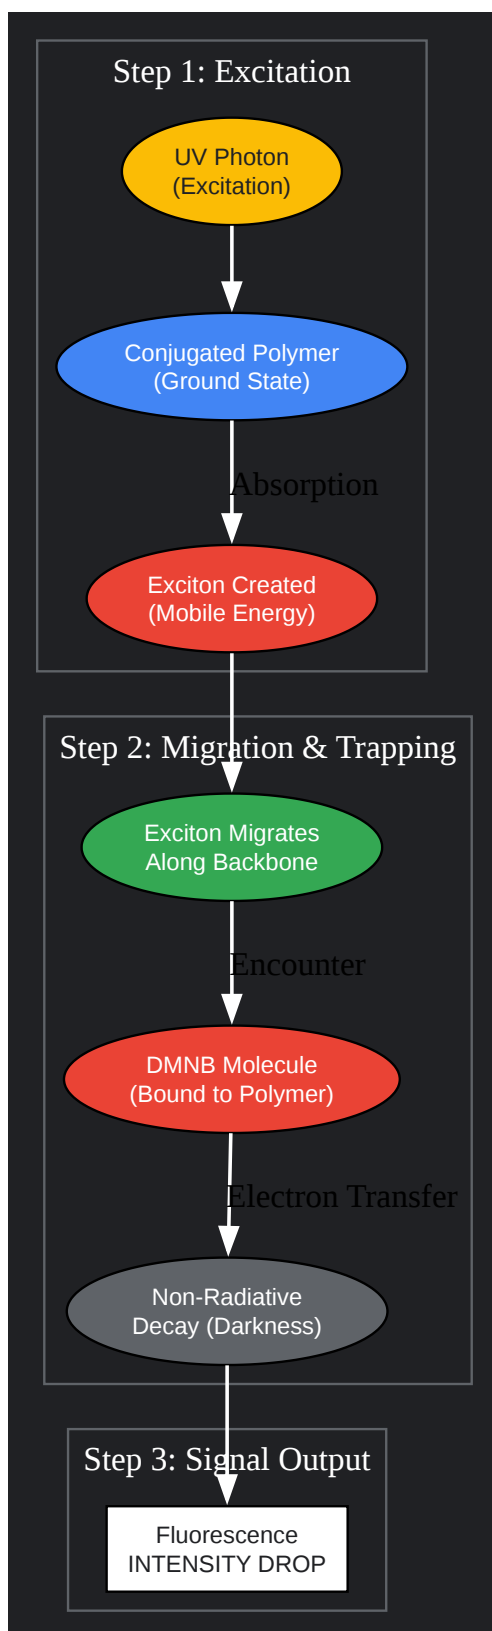 Step 1: Excitation
UV Photon
(Excitation)
Conjugated Polymer
(Ground State)
Absorption
Exciton Created
(Mobile Energy)
Step 2: Migration & Trapping
Exciton Migrates
Along Backbone
Encounter
DMNB Molecule
(Bound to Polymer)
Electron Transfer
Non-Radiative
Decay (Darkness)
Step 3: Signal Output
Fluorescence
INTENSITY DROP